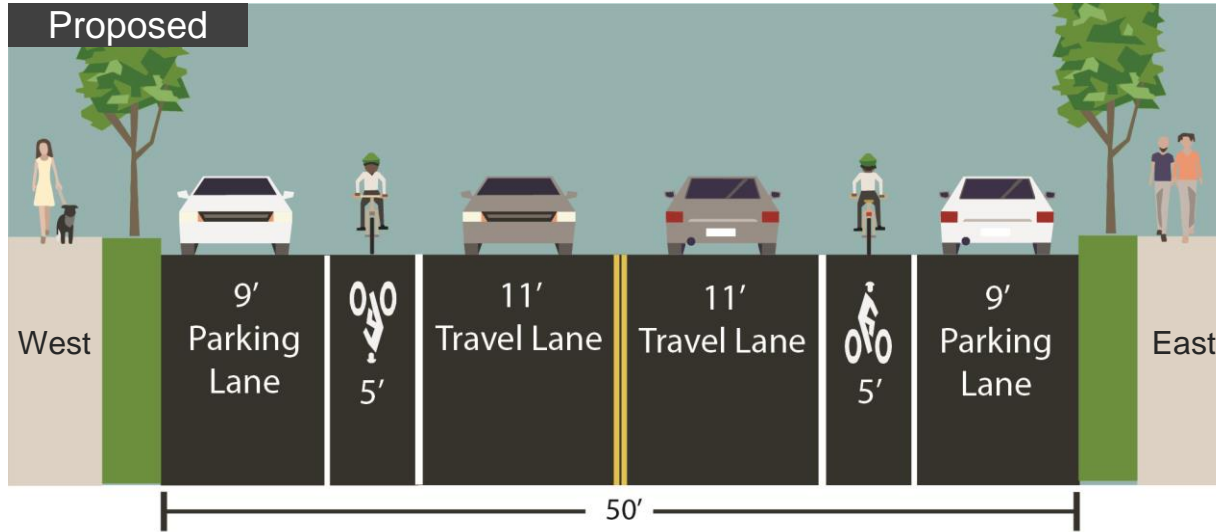 Proposed
West
9'
Parking
Lane
5'
11'
Travel Lane
11'
Travel Lane
5'
9'
Parking
Lane
East
50'